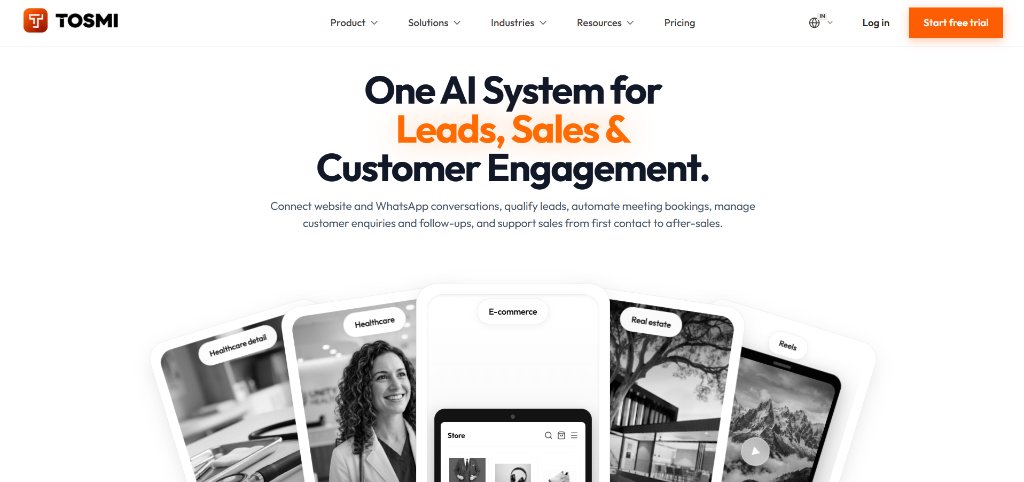 TOSMI
Product
Solutions
Industries
Resources
Pricing
IN
Log in
Start free trial
One AI System for
Leads, Sales &
Customer Engagement.
Connect website and WhatsApp conversations, qualify leads, automate meeting bookings, manage
customer enquiries and follow-ups, and support sales from first contact to after-sales.
Healthcare detail
Healthcare
E-commerce
Real estate
Reels
Store